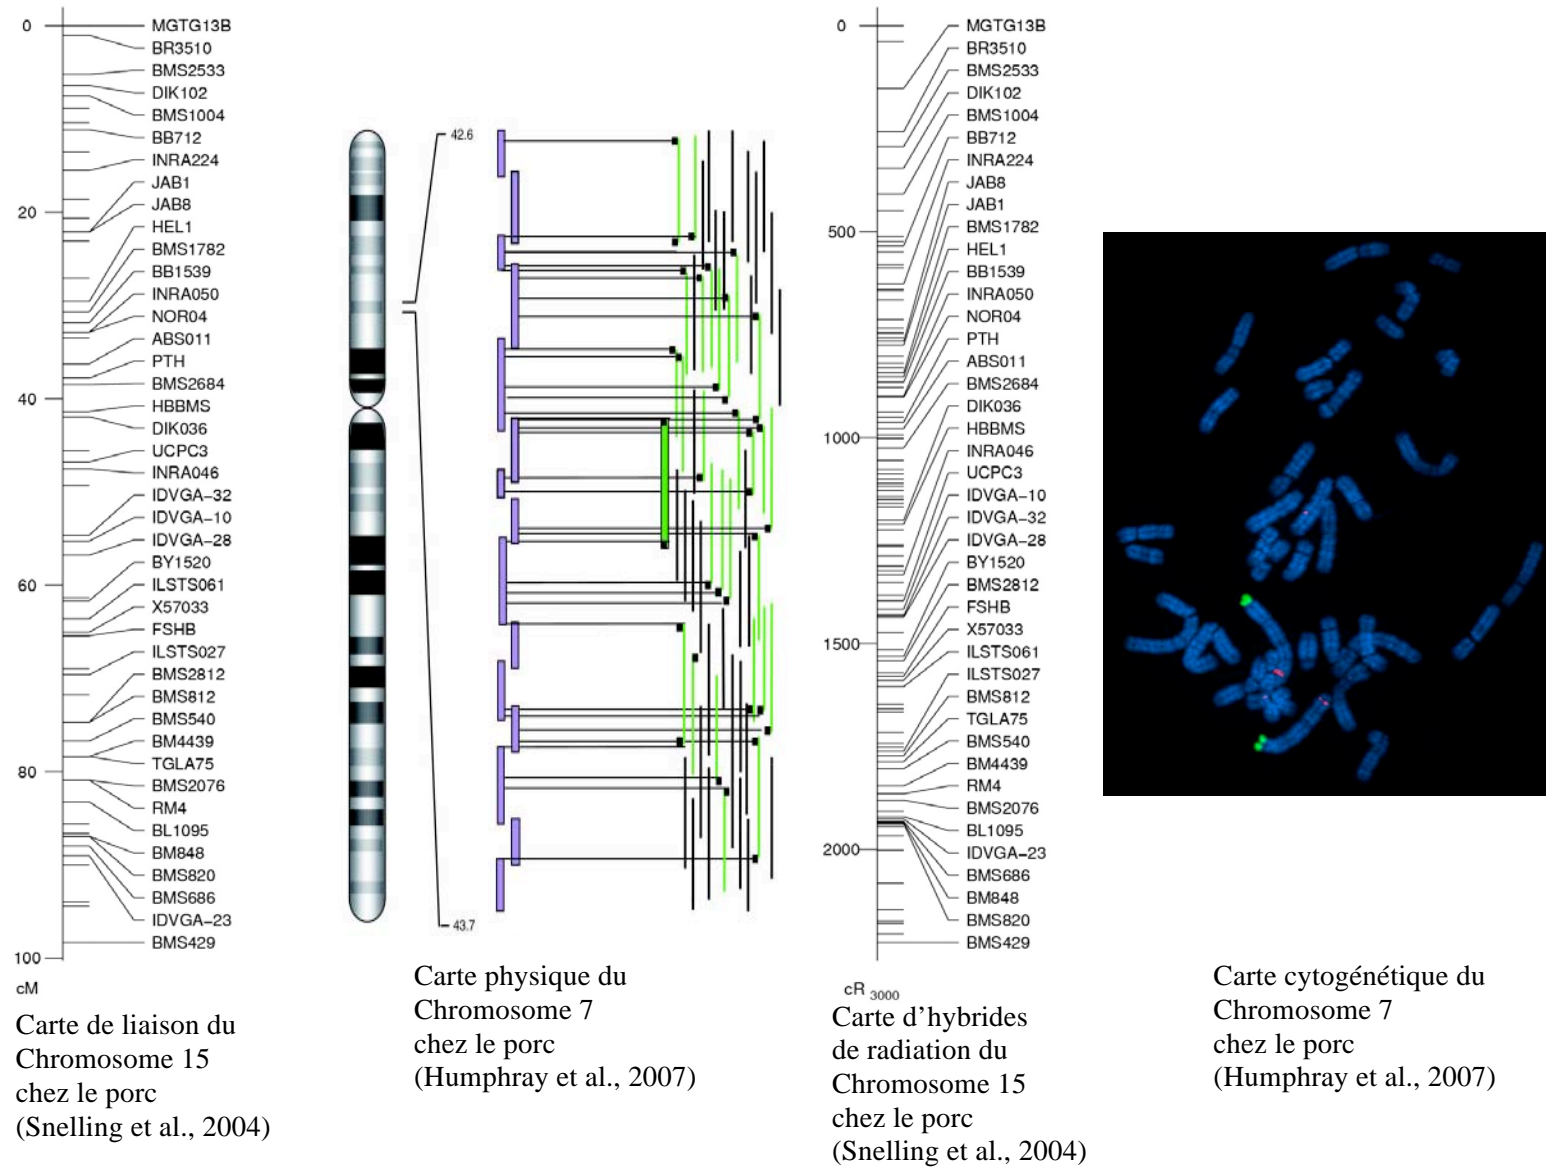 0
20
40
60
80
100
cM
MGTG13B
BR3510
BMS2533
DIK102
BMS1004
BB712
INRA224
JAB1
JAB8
HEL1
BMS1782
BB1539
INRA050
NOR04
ABS011
PTH
BMS2684
HBBMS
DIK036
UCPC3
INRA046
IDVGA-32
IDVGA-10
IDVGA-28
BY1520
ILSTS061
X57033
FSHB
ILSTS027
BMS2812
BMS812
BMS540
BM4439
TGLA75
BMS2076
RM4
BL1095
BM848
BMS820
BMS686
IDVGA-23
BMS429
Carte de liaison du
Chromosome 15
chez le porc
(Snelling et al., 2004)
42.6
43.7
Carte physique du
Chromosome 7
chez le porc
(Humphray et al., 2007)
0
500
1000
1500
2000
cR 3000
MGTG13B
BR3510
BMS2533
DIK102
BMS1004
BB712
INRA224
JAB8
JAB1
BMS1782
HEL1
BB1539
INRA050
NOR04
PTH
ABS011
BMS2684
DIK036
HBBMS
INRA046
UCPC3
IDVGA-10
IDVGA-32
IDVGA-28
BY1520
BMS2812
FSHB
X57033
ILSTS061
ILSTS027
BMS812
TGLA75
BMS540
BM4439
RM4
BMS2076
BL1095
IDVGA-23
BMS686
BM848
BMS820
BMS429
Carte d'hybrides
de radiation du
Chromosome 15
chez le porc
(Snelling et al., 2004)
Carte cytogénétique du
Chromosome 7
chez le porc
(Humphray et al., 2007)